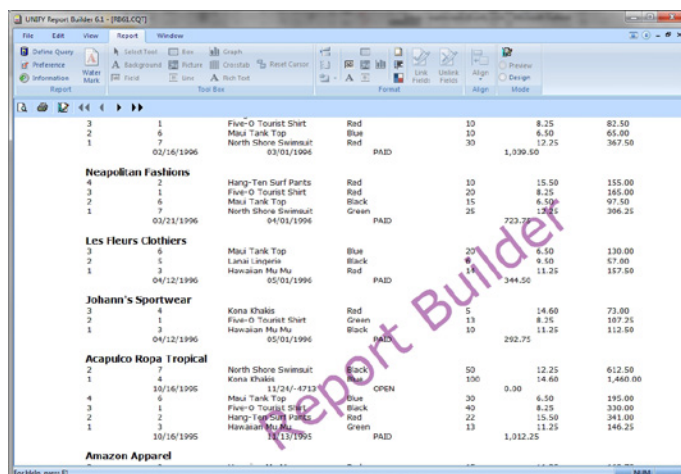 UNIFY Report Builder 6.1 - [RB61.CQ*]
File Edit View Report Window
Define Query
Preference
Information
Water Mark
Select Text Box Graph
Background Picture Crosstab Reset Cursor
Field Line Rich Text
Link Fields
Unlink Fields
Align
Preview
Design
Report Tool Box Format Align Mode
3 1 Five-O Tourist Shirt Red 10 8.25 82.50
2 6 Maui Tank Top Blue 10 6.50 65.00
1 7 North Shore Swimsuit Red 30 12.25 367.50
02/16/1996 03/01/1996 PAID 1,039.50
Neapolitan Fashions
4 2 Hang-Ten Surf Pants Red 10 15.50 155.00
3 1 Five-O Tourist Shirt Red 20 8.25 165.00
2 6 Maui Tank Top Black 15 6.50 97.50
1 7 North Shore Swimsuit Green 25 12.25 306.25
03/21/1996 04/01/1996 PAID 723.75
Les Fleurs Clothiers
3 6 Maui Tank Top Blue 20 6.50 130.00
2 5 Lanai Lingerie Black 6 9.50 57.00
1 3 Hawaiian Mu Mu Red 14 11.25 157.50
04/12/1996 05/01/1996 PAID 344.50
Johann's Sportwear
3 4 Kona Khakis Red 5 14.60 73.00
2 1 Five-O Tourist Shirt Green 13 8.25 107.25
1 3 Hawaiian Mu Mu Black 10 11.25 112.50
04/12/1996 05/01/1996 PAID 292.75
Acapulco Ropa Tropical
2 7 North Shore Swimsuit Black 50 12.25 612.50
1 4 Kona Khakis Blue 100 14.60 1,460.00
10/16/1995 11/24/-4713 OPEN 0.00
4 6 Maui Tank Top Blue 30 6.50 195.00
3 1 Five-O Tourist Shirt Black 40 8.25 330.00
2 2 Hang-Ten Surf Pants Red 22 15.50 341.00
1 3 Hawaiian Mu Mu Green 13 11.25 146.25
10/16/1995 11/13/1995 PAID 1,012.25
Amazon Apparel
Report Builder
For Help, press F1 NUM